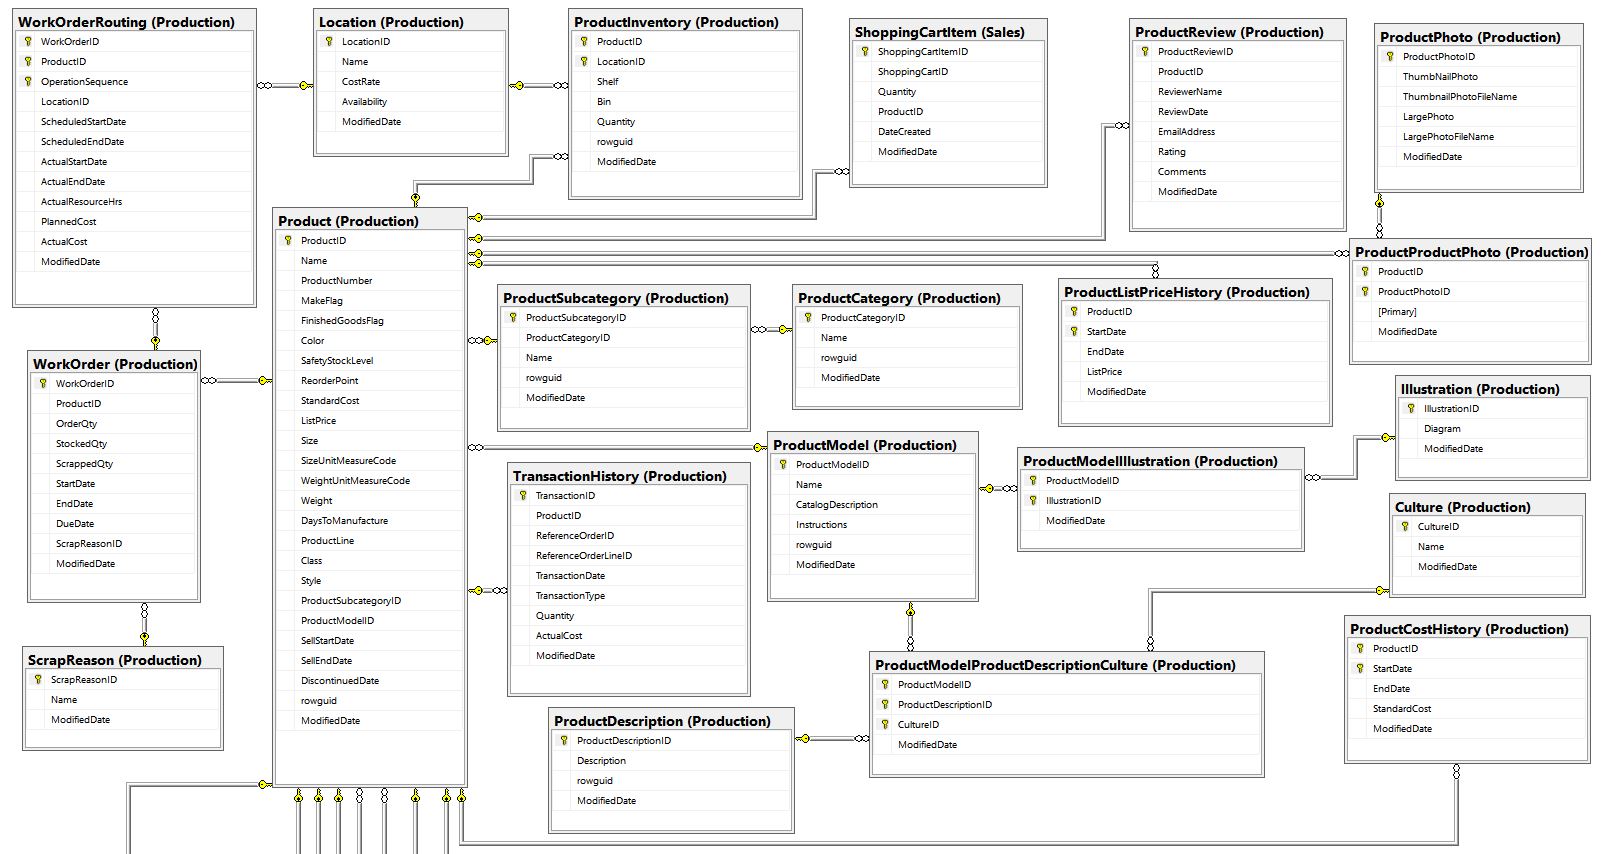 WorkOrderRouting (Production)
WorkOrderID
ProductID
OperationSequence
LocationID
ScheduledStartDate
ScheduledEndDate
ActualStartDate
ActualEndDate
ActualResourceHrs
PlannedCost
ActualCost
ModifiedDate
Location (Production)
LocationID
Name
CostRate
Availability
ModifiedDate
ProductInventory (Production)
ProductID
LocationID
Shelf
Bin
Quantity
rowguid
ModifiedDate
ShoppingCartItem (Sales)
ShoppingCartItemID
ShoppingCartID
Quantity
ProductID
DateCreated
ModifiedDate
ProductReview (Production)
ProductReviewID
ProductID
ReviewerName
ReviewDate
EmailAddress
Rating
Comments
ModifiedDate
ProductPhoto (Production)
ProductPhotoID
ThumbNailPhoto
ThumbnailPhotoFileName
LargePhoto
LargePhotoFileName
ModifiedDate
Product (Production)
ProductID
Name
ProductNumber
MakeFlag
FinishedGoodsFlag
Color
SafetyStockLevel
ReorderPoint
StandardCost
ListPrice
Size
SizeUnitMeasureCode
WeightUnitMeasureCode
Weight
DaysToManufacture
ProductLine
Class
Style
ProductSubcategoryID
ProductModelID
SellStartDate
SellEndDate
DiscontinuedDate
rowguid
ModifiedDate
ProductProductPhoto (Production)
ProductID
ProductPhotoID
[Primary]
ModifiedDate
ProductSubcategory (Production)
ProductSubcategoryID
ProductCategoryID
Name
rowguid
ModifiedDate
ProductCategory (Production)
ProductCategoryID
Name
rowguid
ModifiedDate
ProductListPriceHistory (Production)
ProductID
StartDate
EndDate
ListPrice
ModifiedDate
WorkOrder (Production)
WorkOrderID
ProductID
OrderQty
StockedQty
ScrappedQty
StartDate
EndDate
DueDate
ScrapReasonID
ModifiedDate
Illustration (Production)
IllustrationID
Diagram
ModifiedDate
ProductModel (Production)
ProductModelID
Name
CatalogDescription
Instructions
rowguid
ModifiedDate
ProductModelIllustration (Production)
ProductModelID
IllustrationID
ModifiedDate
TransactionHistory (Production)
TransactionID
ProductID
ReferenceOrderID
ReferenceOrderLineID
TransactionDate
TransactionType
Quantity
ActualCost
ModifiedDate
Culture (Production)
CultureID
Name
ModifiedDate
ProductCostHistory (Production)
ProductID
StartDate
EndDate
StandardCost
ModifiedDate
ScrapReason (Production)
ScrapReasonID
Name
ModifiedDate
ProductModelProductDescriptionCulture (Production)
ProductModelID
ProductDescriptionID
CultureID
ModifiedDate
ProductDescription (Production)
ProductDescriptionID
Description
rowguid
ModifiedDate